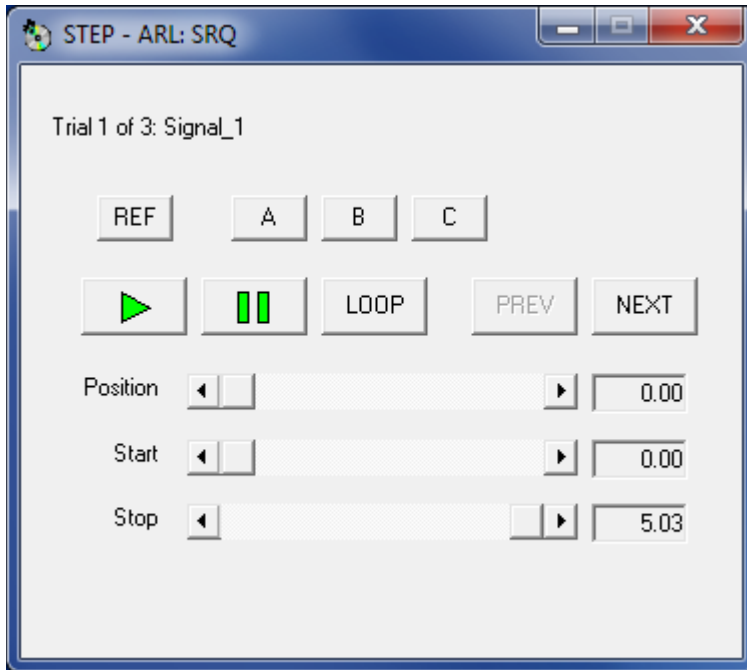 STEP - ARL: SRQ
Trial 1 of 3: Signal_1
REF A B C
LOOP PREV NEXT
Position 0.00
Start 0.00
Stop 5.03